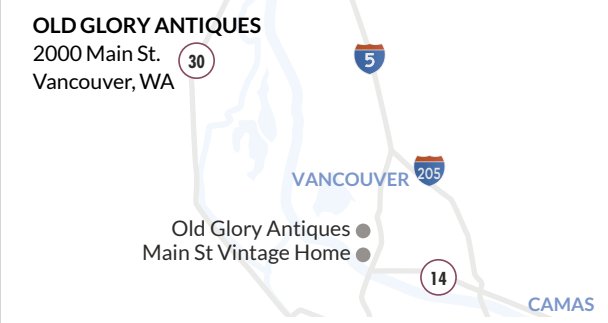 OLD GLORY ANTIQUES
2000 Main St.
Vancouver, WA
30
5
VANCOUVER
205
Old Glory Antiques
Main St Vintage Home
14
CAMAS